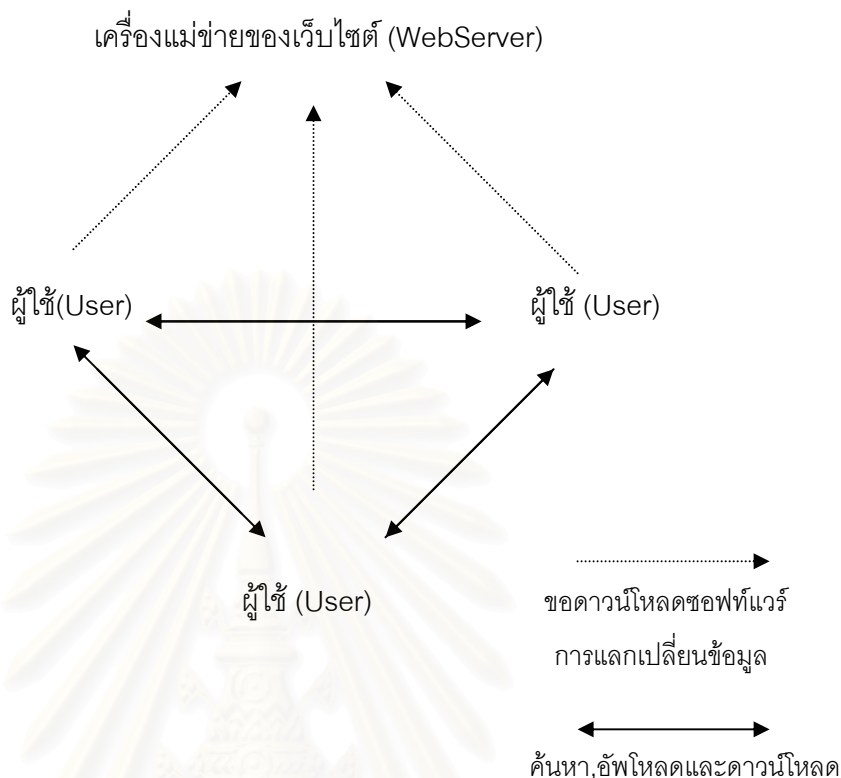 เครื่องแม่ข่ายของเว็บไซต์ (WebServer)
ผู้ใช้(User)
ผู้ใช้ (User)
ผู้ใช้ (User)
ขอดาวน์โหลดซอฟท์แวร์
การแลกเปลี่ยนข้อมูล
ค้นหา,อัพโหลดและดาวน์โหลด